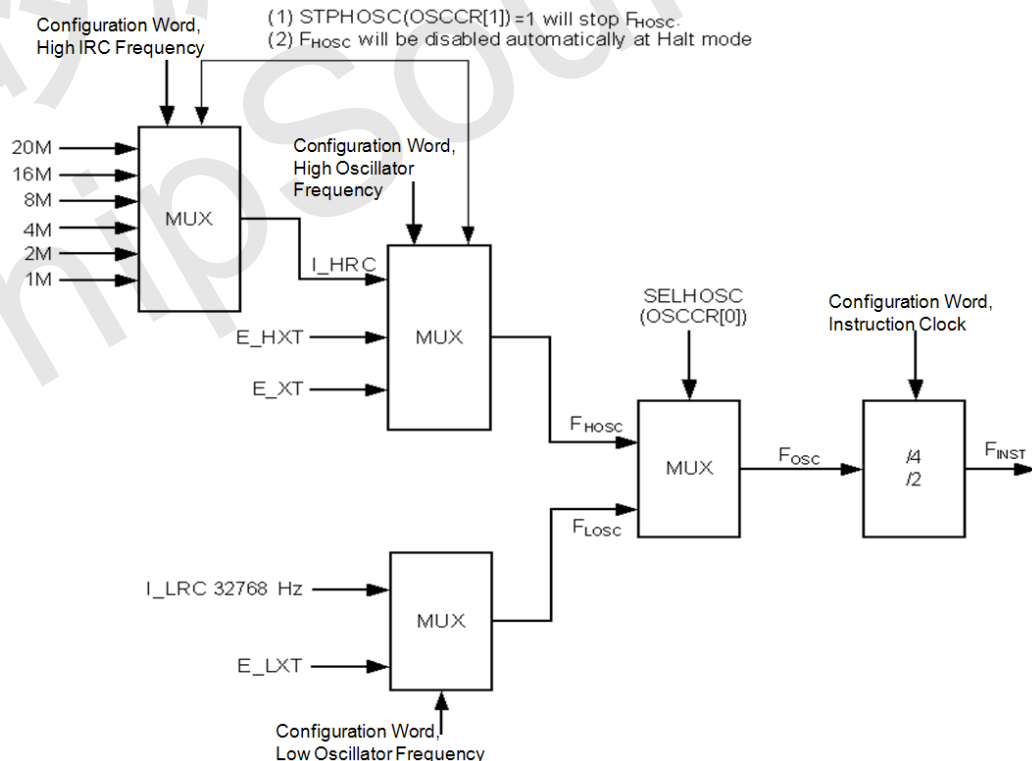 (1) STPHOSC(OSCCR[1])=1 will stop FHOSC.
(2) FHOSC will be disabled automatically at Halt mode
Configuration Word,
High IRC Frequency
20M
16M
8M
4M
2M
1M
MUX
Configuration Word,
High Oscillator
Frequency
I_HRC
E_HXT
E_XT
MUX
SELHOSC
(OSCCR[0])
Configuration Word,
Instruction Clock
FHOSC
FLOSC
MUX
FOSC
/4
/2
FINST
I_LRC 32768 Hz
E_LXT
MUX
Configuration Word,
Low Oscillator Frequency